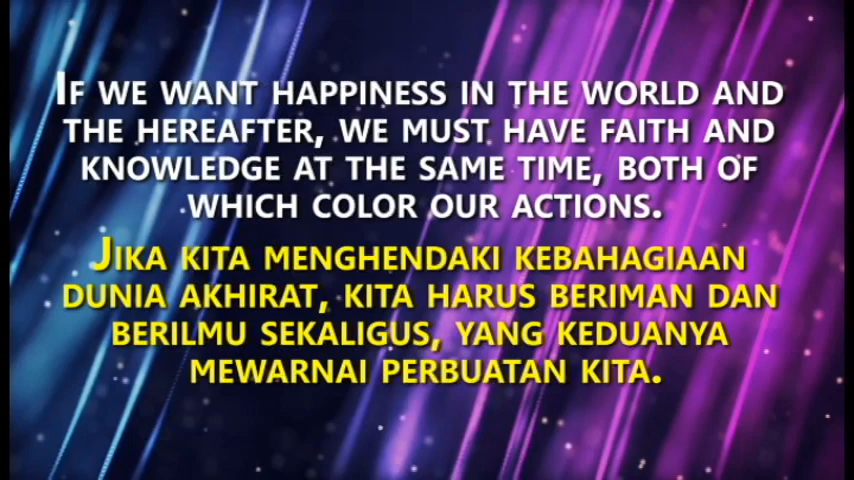 IF WE WANT HAPPINESS IN THE WORLD AND
THE HEREAFTER, WE MUST HAVE FAITH AND
KNOWLEDGE AT THE SAME TIME, BOTH OF
WHICH COLOR OUR ACTIONS.
JIKA KITA MENGHENDAKI KEBAHAGIAAN
DUNIA AKHIRAT, KITA HARUS BERIMAN DAN
BERILMU SEKALIGUS, YANG KEDUANYA
MEWARNAI PERBUATAN KITA.